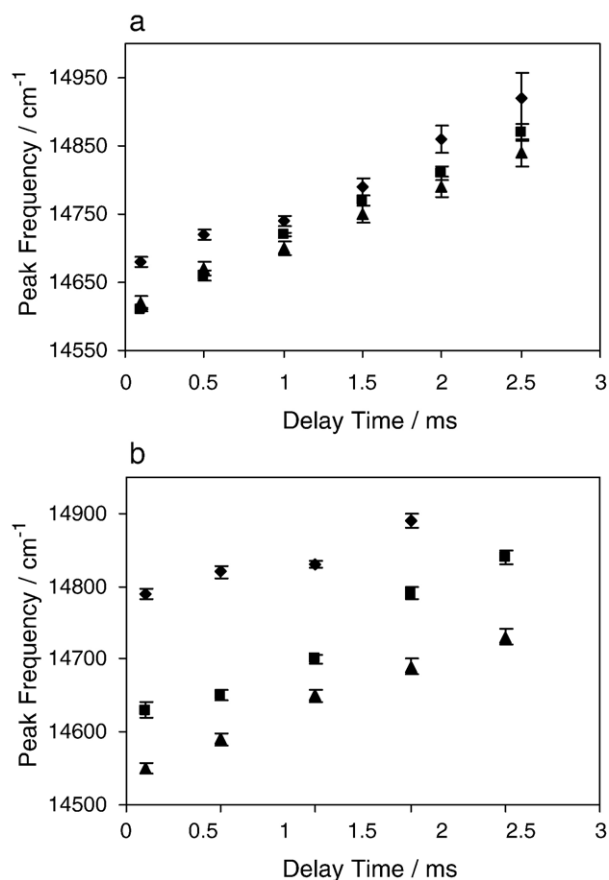 a
14950
14850
14750
14650
14550
Peak Frequency / cm⁻¹
0 0.5 1 1.5 2 2.5 3
Delay Time / ms
b
14900
14800
14700
14600
14500
Peak Frequency / cm⁻¹
0 0.5 1 1.5 2 2.5 3
Delay Time / ms